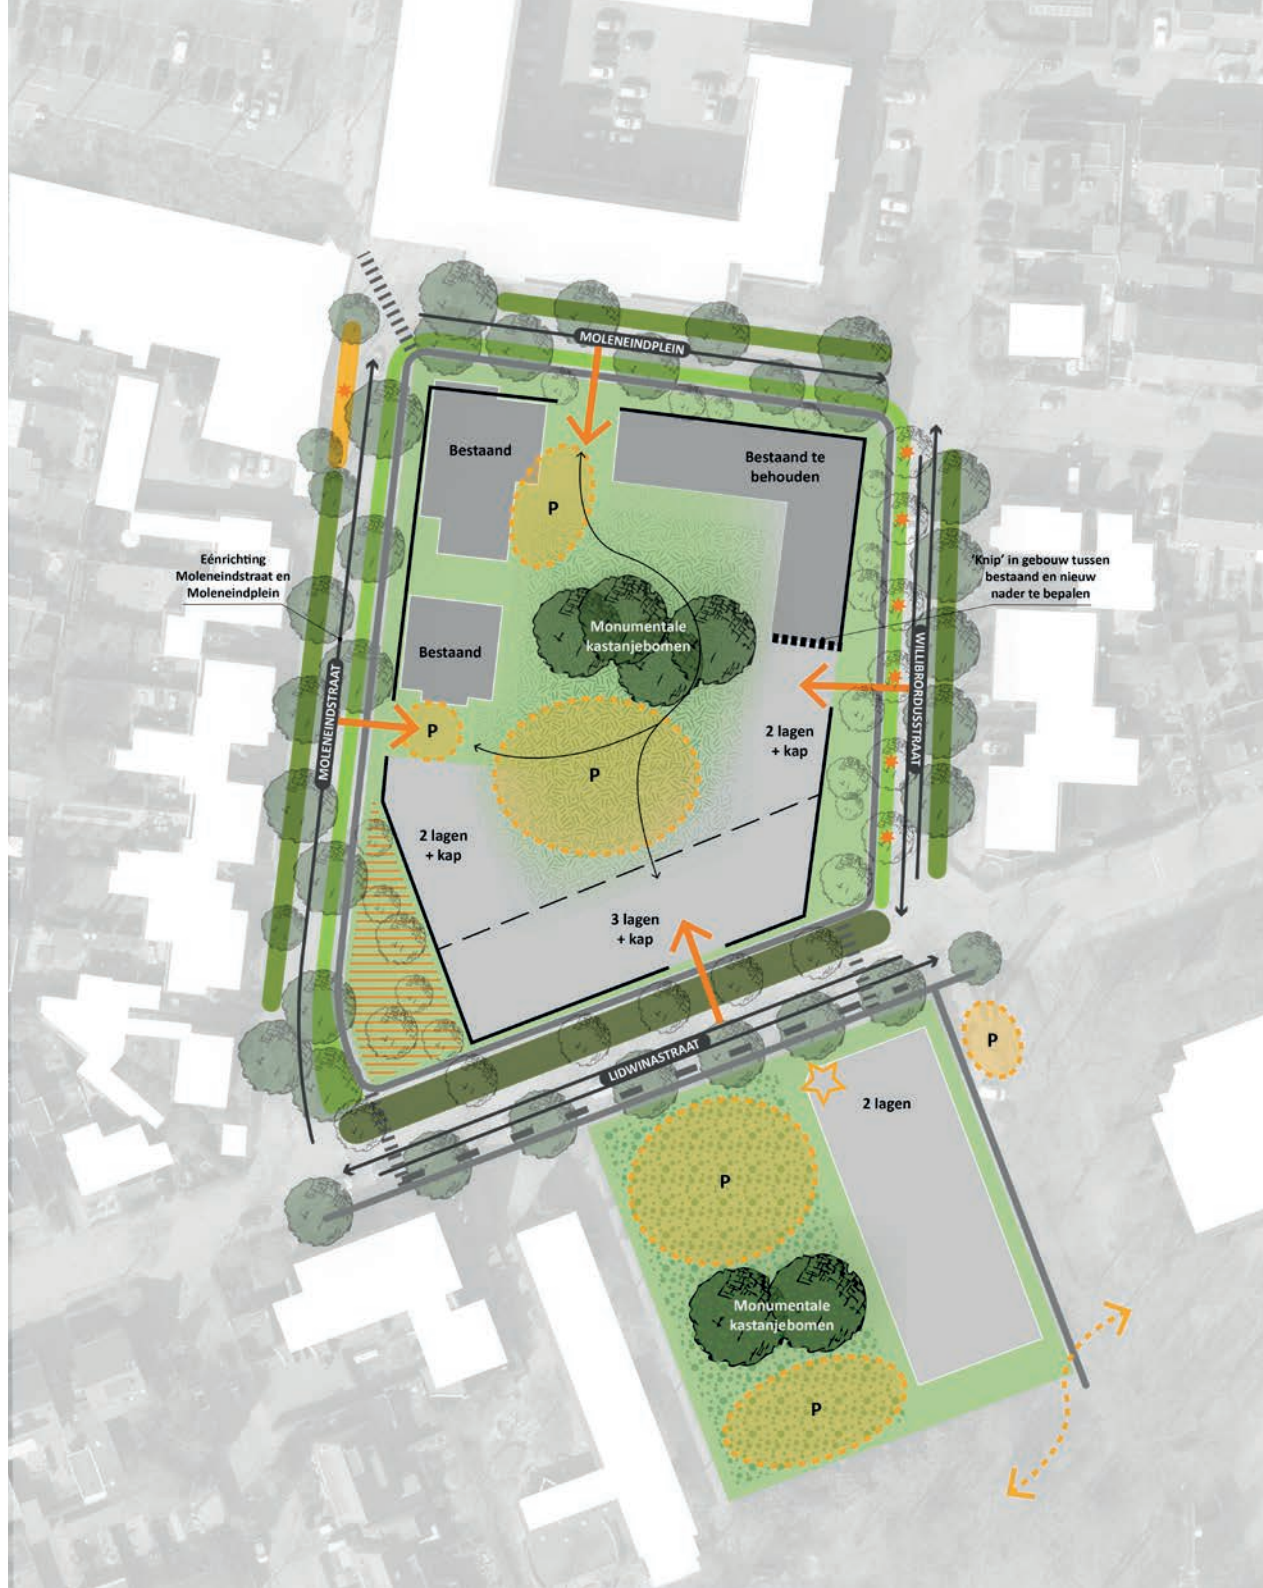 MOLENEINDPLEIN
Bestaand
Bestaand te
behouden
P
Eénrichting
Moleneindstraat en
Moleneindplein
'Knip' in gebouw tussen
bestaand en nieuw
nader te bepalen
Monumentale
kastanjebomen
Bestaand
MOLENEINDSTRAAT
WILLIBRORDUSSTRAAT
P
2 lagen
+ kap
P
2 lagen
+ kap
3 lagen
+ kap
LIDWINASTRAAT
P
2 lagen
P
Monumentale
kastanjebomen
P